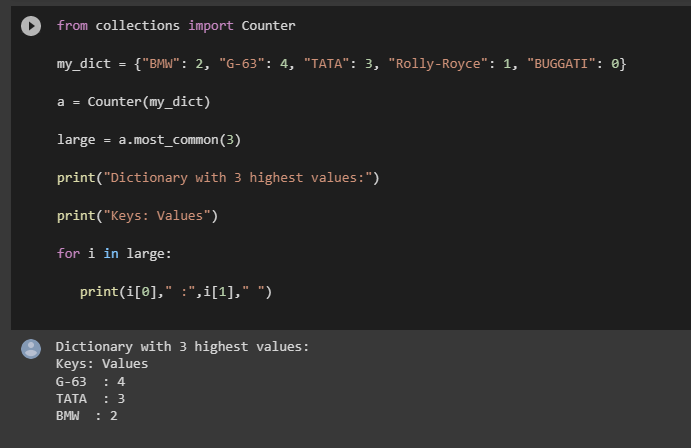 from collections import Counter
my_dict = {"BMW": 2, "G-63": 4, "TATA": 3, "Rolly-Royce": 1, "BUGGATI": 0}
a = Counter(my_dict)
large = a.most_common(3)
print("Dictionary with 3 highest values:")
print("Keys: Values")
for i in large:
   print(i[0]," :",i[1]," ")
Dictionary with 3 highest values:
Keys: Values
G-63  : 4
TATA  : 3
BMW  : 2